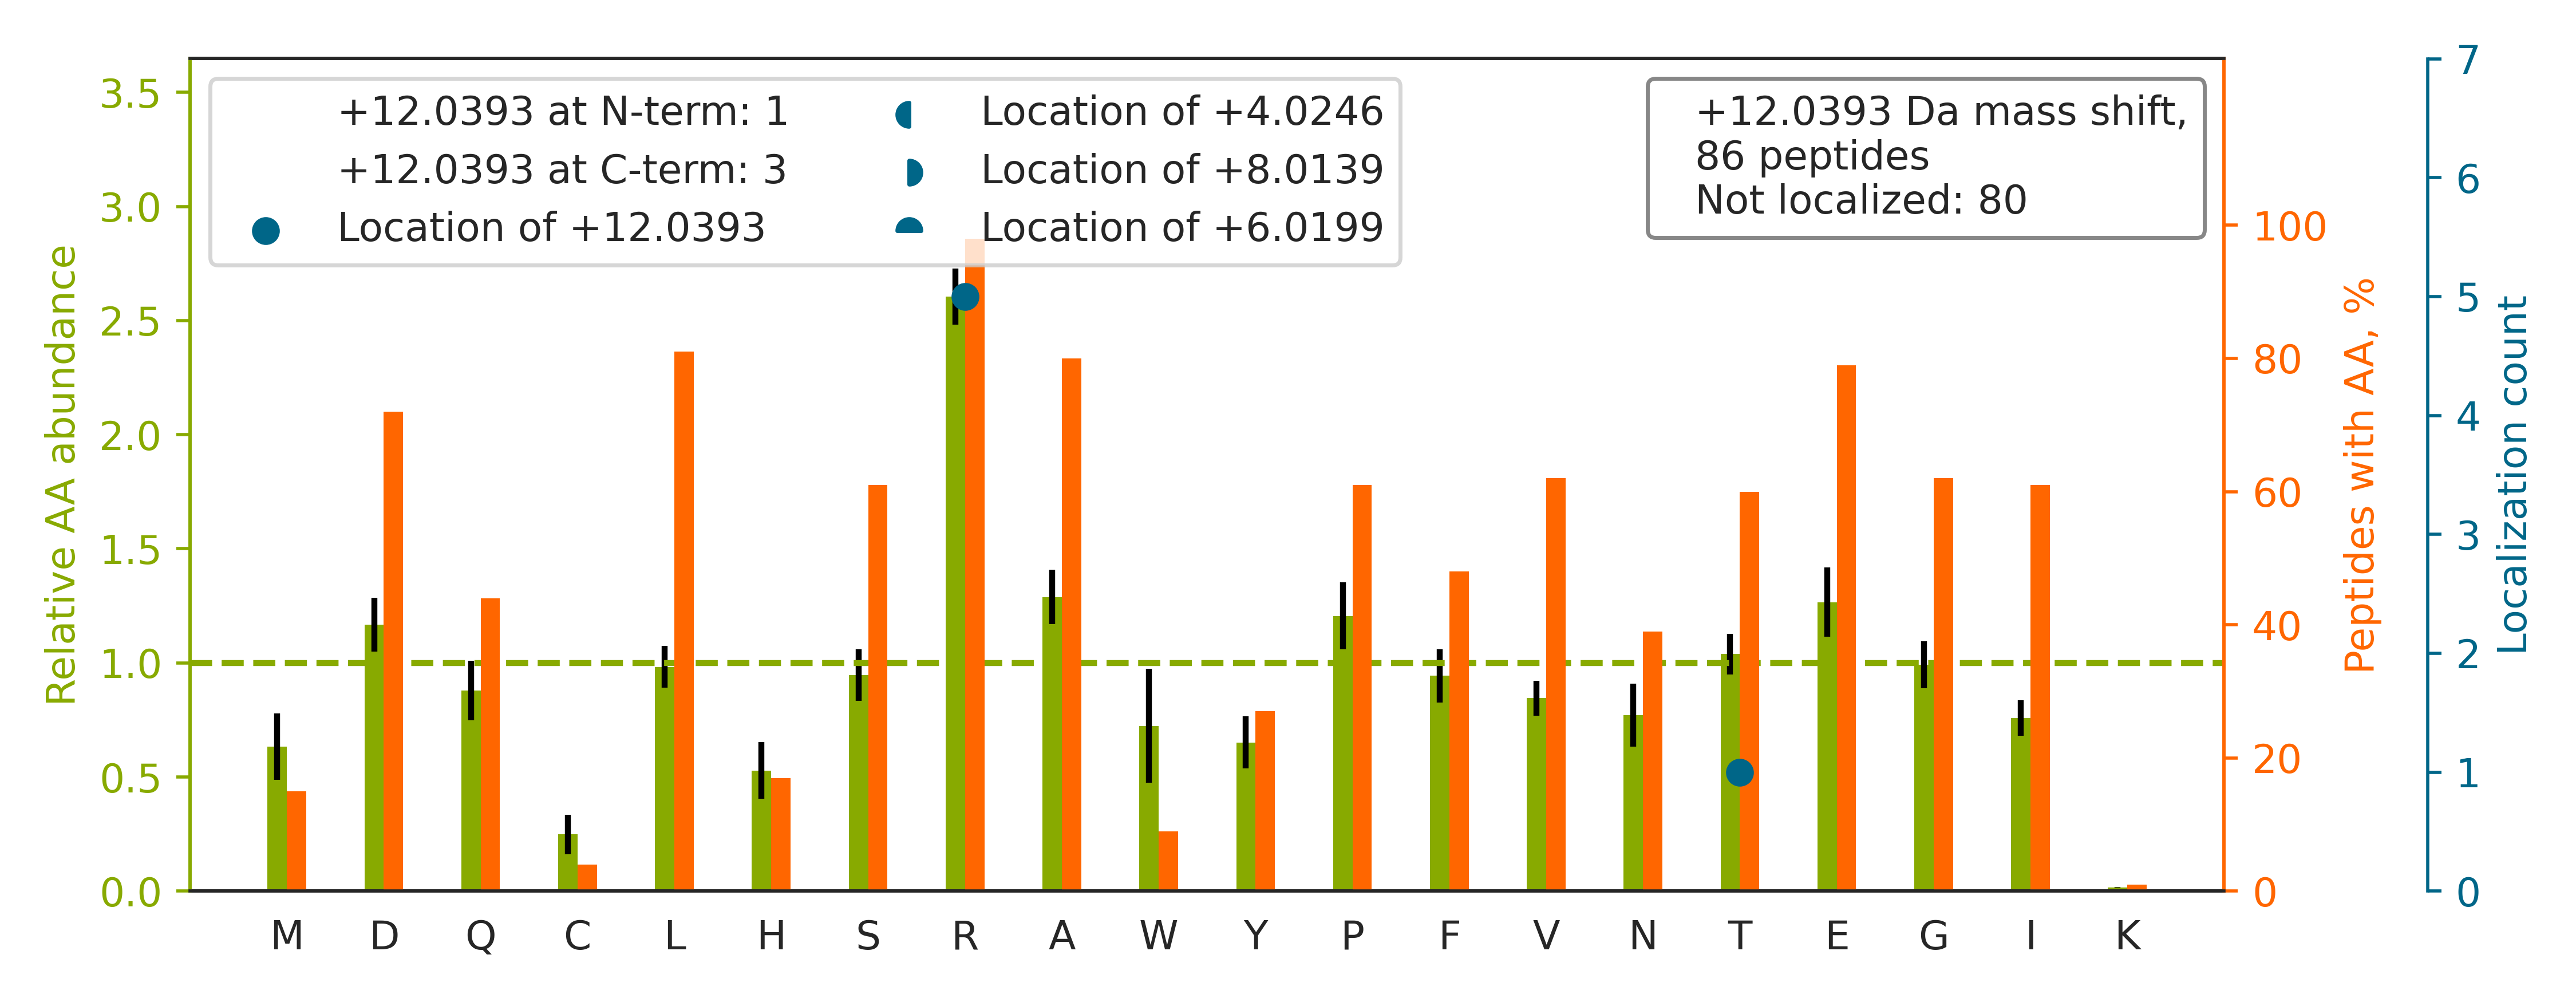 +12.0393 at N-term: 1
+12.0393 at C-term: 3
Location of +12.0393
Location of +4.0246
Location of +8.0139
Location of +6.0199
+12.0393 Da mass shift,
86 peptides
Not localized: 80
Relative AA abundance
3.5
3.0
2.5
2.0
1.5
1.0
0.5
0.0
100
80
60
40
20
0
Peptides with AA, %
7
6
5
4
3
2
1
0
Localization count
M D Q C L H S R A W Y P F V N T E G I K